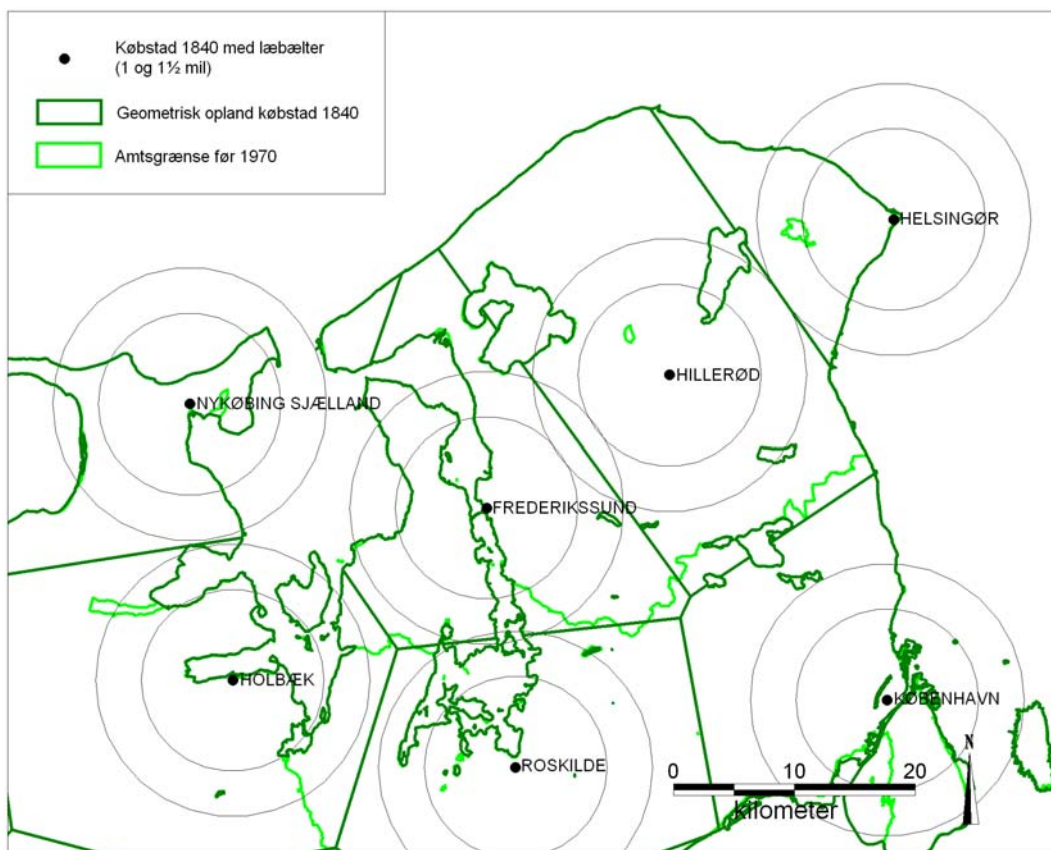 Købstad 1840 med læbælter
(1 og 1½ mil)
Geometrisk opland købstad 1840
Amtsgrænse før 1970
HELSINGØR
HILLERØD
NYKØBING SJÆLLAND
FREDERIKSSUND
HOLBÆK
KØBENHAVN
ROSKILDE
N
0 10 20
kilometer